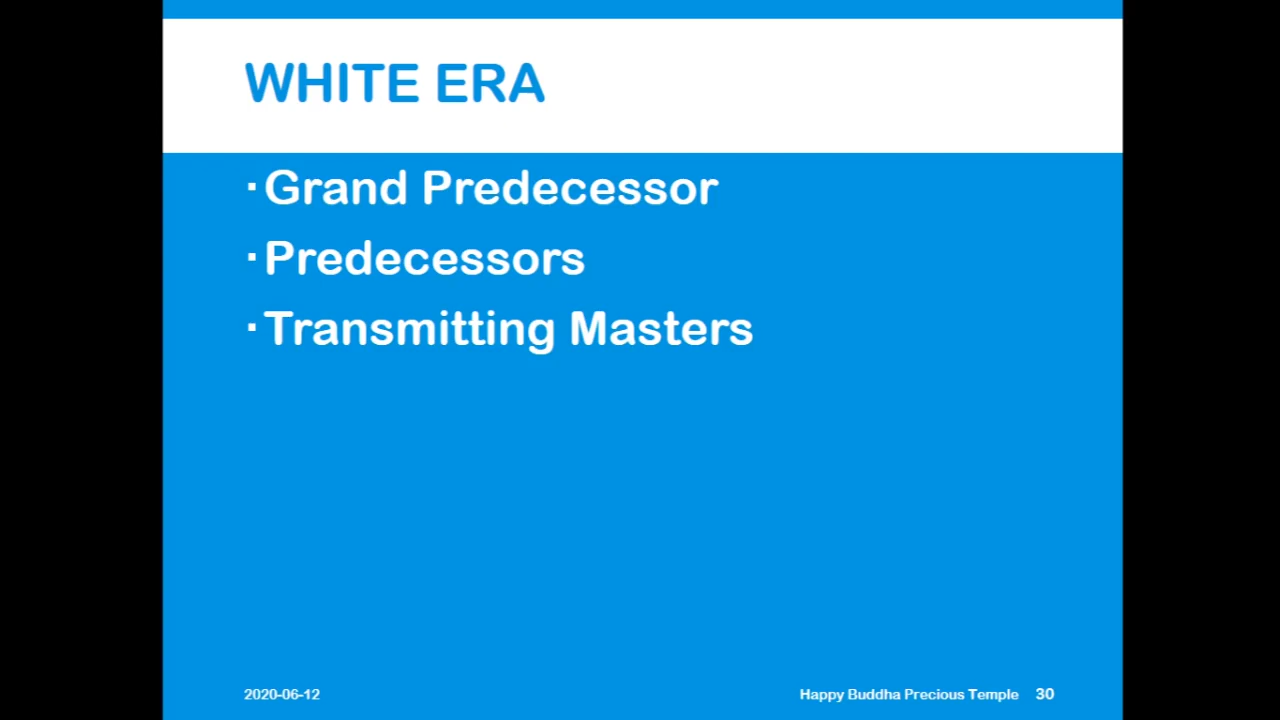 WHITE ERA
· Grand Predecessor
· Predecessors
· Transmitting Masters
2020-06-12 Happy Buddha Precious Temple 30